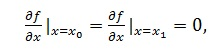 ∂f/∂x|ₓ₌ₓ₀ = ∂f/∂x|ₓ₌ₓ₁ = 0,